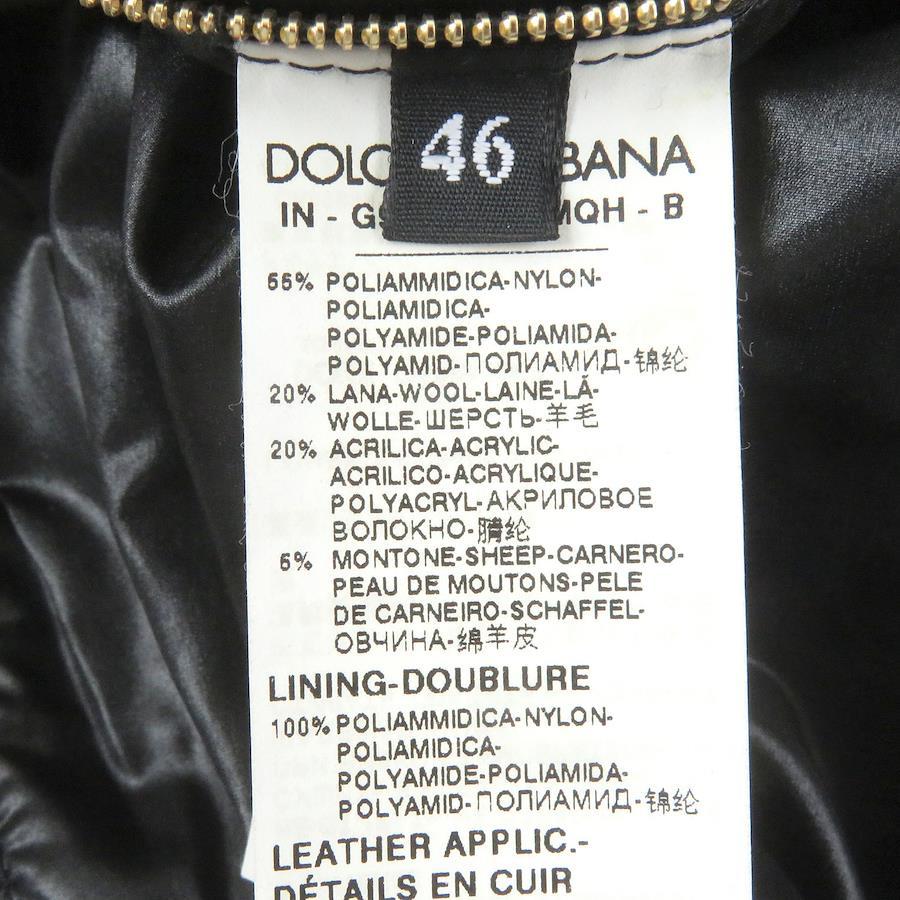 46
DOLC BANA
IN - G MQH - B
55% POLIAMMIDICA-NYLON-
POLIAMIDICA-
POLYAMIDE-POLIAMIDA-
POLYAMID-ПОЛИАМИД-锦纶
20% LANA-WOOL-LAINE-LÃ-
WOLLE-ШЕРСТЬ-羊毛
20% ACRILICA-ACRYLIC-
ACRILICO-ACRYLIQUE-
POLYACRYL-АКРИЛОВОЕ
ВОЛОКНО-腈纶
5% MONTONE-SHEEP-CARNERO-
PEAU DE MOUTONS-PELE
DE CARNEIRO-SCHAFFEL-
ОВЧИНА-绵羊皮
LINING-DOUBLURE
100% POLIAMMIDICA-NYLON-
POLIAMIDICA-
POLYAMIDE-POLIAMIDA-
POLYAMID-ПОЛИАМИД-锦纶
LEATHER APPLIC.-
DÉTAILS EN CUIR